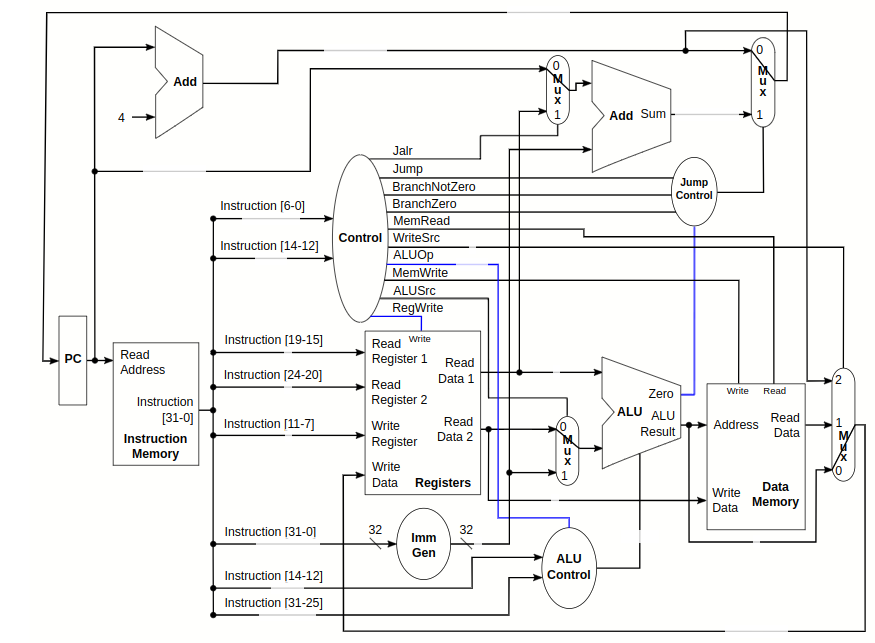 Add
4
0
M
u
x
1
Add Sum
0
M
u
x
1
Jalr
Jump
BranchNotZero
BranchZero
MemRead
WriteSrc
ALUOp
MemWrite
ALUSrc
RegWrite
Control
Jump
Control
Instruction [6-0]
Instruction [14-12]
PC
Read
Address
Instruction
[31-0]
Instruction
Memory
Instruction [19-15]
Instruction [24-20]
Instruction [11-7]
Write
Read
Register 1
Read
Register 2
Write
Register
Write
Data
Read
Data 1
Read
Data 2
Registers
0
M
u
x
1
Zero
ALU
ALU
Result
Write
Read
Address
Read
Data
Write
Data
Data
Memory
2
1
M
u
x
0
Instruction [31-0]
32
Imm
Gen
32
Instruction [14-12]
Instruction [31-25]
ALU
Control